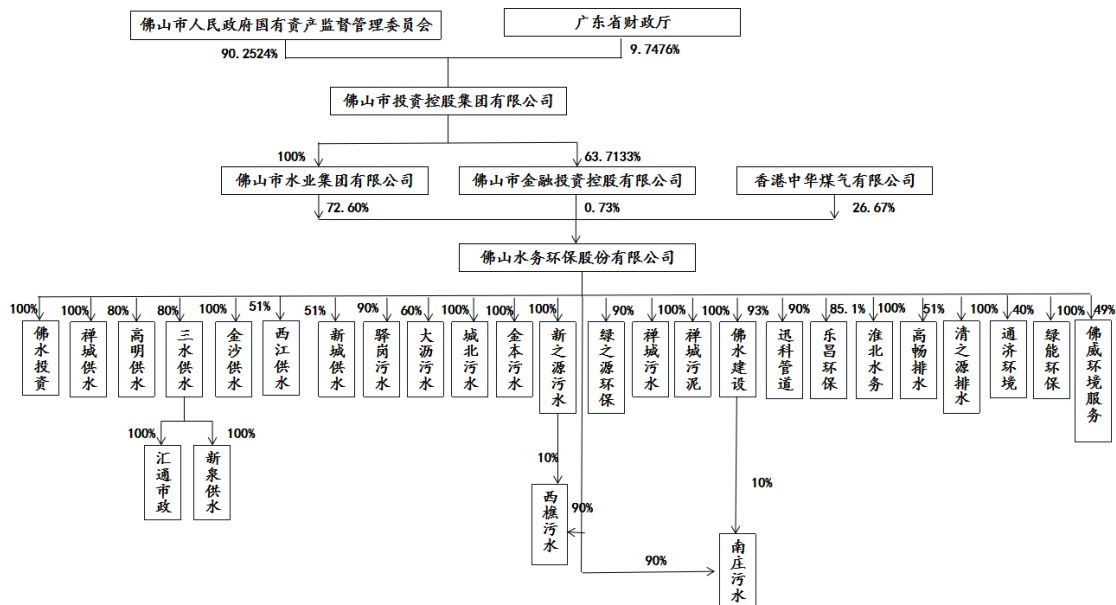 佛山市人民政府国有资产监督管理委员会
广东省财政厅
90.2524%
9.7476%
佛山市投资控股集团有限公司
100%
63.7133%
佛山市水业集团有限公司
佛山市金融投资控股有限公司
香港中华煤气有限公司
72.60%
0.73%
26.67%
佛山水务环保股份有限公司
100%
100%
80%
80%
100%
51%
51%
90%
60%
100%
100%
100%
90%
100%
100%
93%
90%
85.1%
100%
51%
100%
40%
100%
49%
佛水投资
禅城供水
高明供水
三水供水
金沙供水
西江供水
新城供水
驿岗污水
大沥污水
城北污水
金本污水
新之源污水
绿之源环保
禅城污水
禅城污泥
佛水建设
迅科管道
乐昌环保
淮北水务
高畅排水
清之源排水
通济环境
绿能环保
佛威环境服务
100%
100%
汇通市政
新泉供水
10%
10%
西樵污水
90%
90%
南庄污水